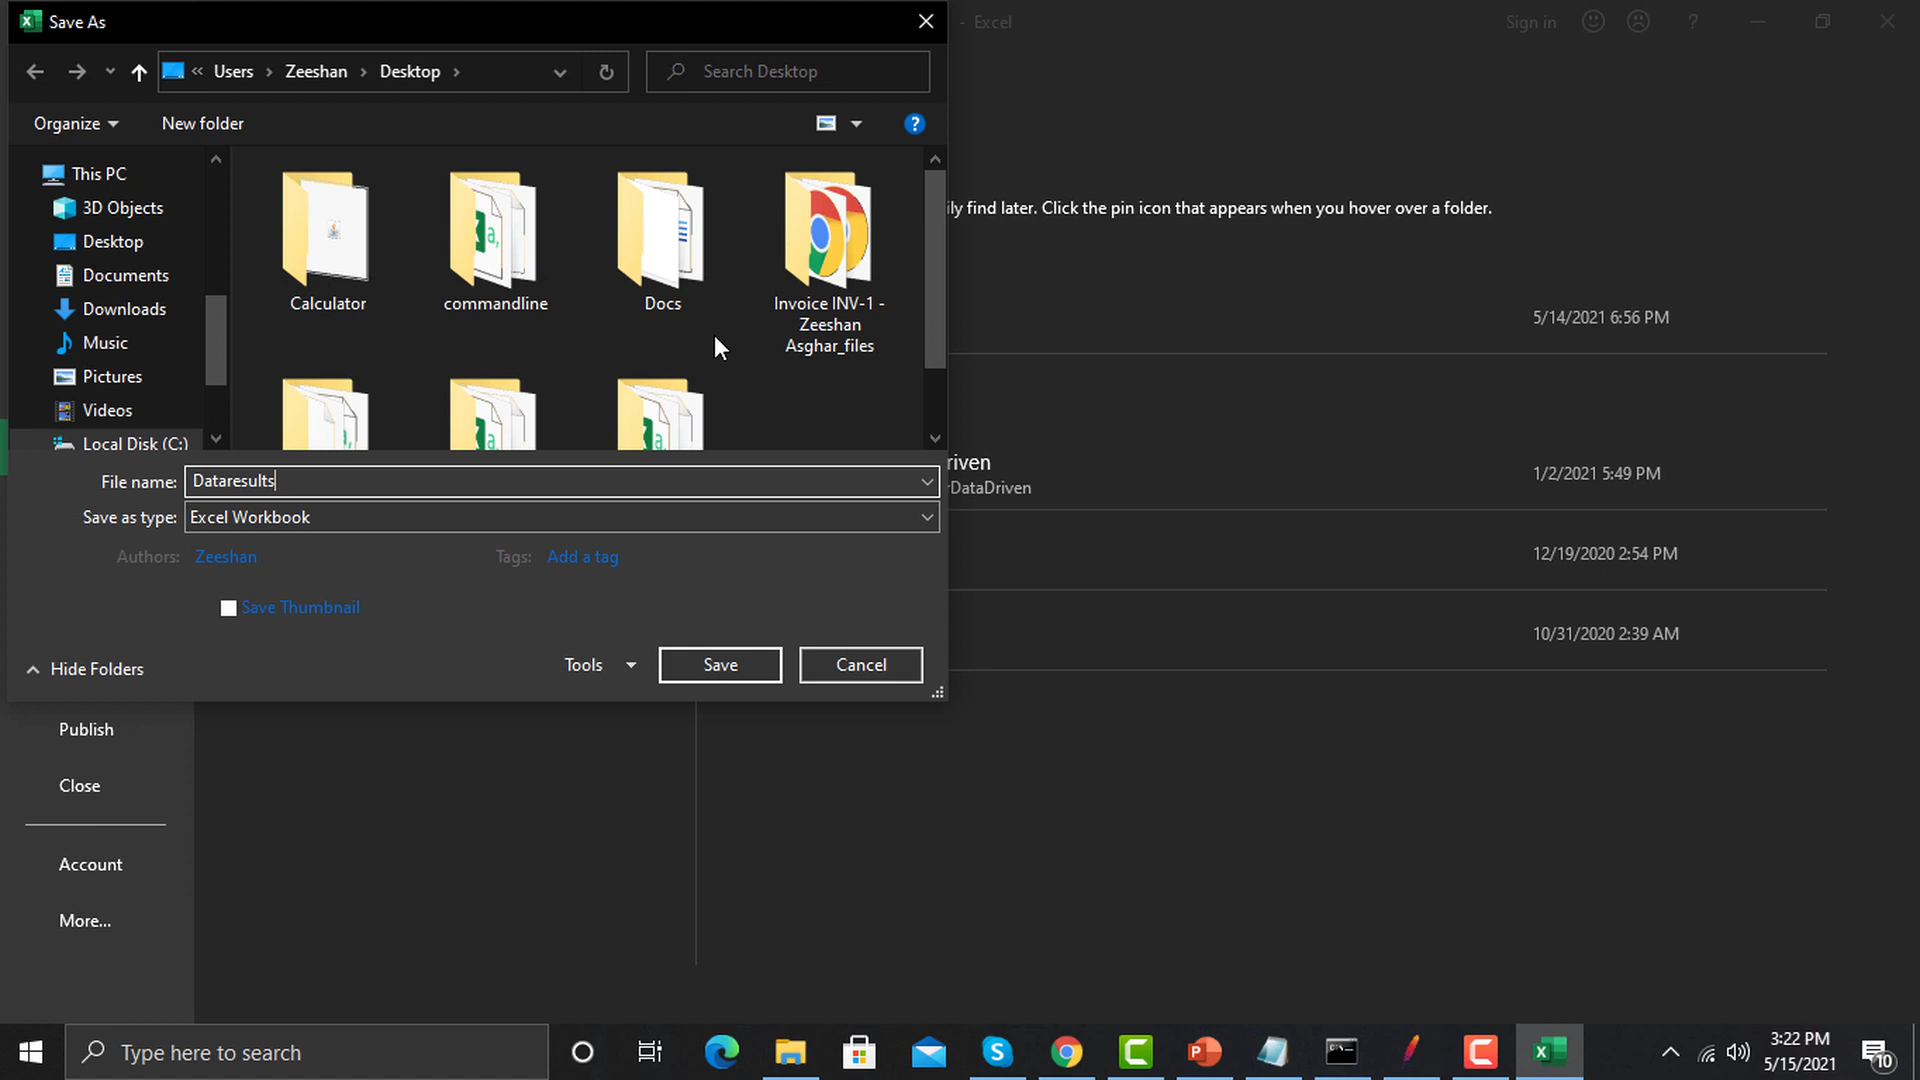 Save As
- Excel
Sign in
?
« Users > Zeeshan > Desktop >
Search Desktop
Organize
New folder
?
This PC
3D Objects
Desktop
Documents
Downloads
Music
Pictures
Videos
Local Disk (C:)
Calculator
commandline
Docs
Invoice INV-1 -
Zeeshan
Asghar_files
ily find later. Click the pin icon that appears when you hover over a folder.
5/14/2021 6:56 PM
riven
DataDriven
1/2/2021 5:49 PM
12/19/2020 2:54 PM
10/31/2020 2:39 AM
File name: Dataresults
Save as type: Excel Workbook
Authors: Zeeshan
Tags: Add a tag
Save Thumbnail
Hide Folders
Tools
Save
Cancel
Publish
Close
Account
More...
Type here to search
3:22 PM
5/15/2021
10